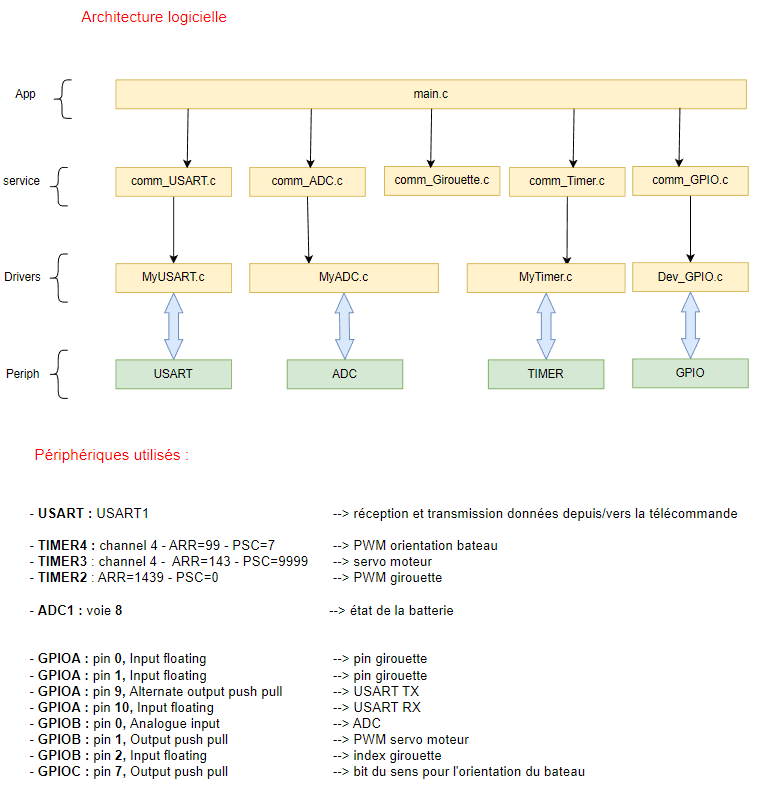 Architecture logicielle
App
main.c
service
comm_USART.c
comm_ADC.c
comm_Girouette.c
comm_Timer.c
comm_GPIO.c
Drivers
MyUSART.c
MyADC.c
MyTimer.c
Dev_GPIO.c
Periph
USART
ADC
TIMER
GPIO
Périphériques utilisés :
- USART : USART1 --> réception et transmission données depuis/vers la télécommande
- TIMER4 : channel 4 - ARR=99 - PSC=7 --> PWM orientation bateau
- TIMER3 : channel 4 - ARR=143 - PSC=9999 --> servo moteur
- TIMER2 : ARR=1439 - PSC=0 --> PWM girouette
- ADC1 : voie 8 --> état de la batterie
- GPIOA : pin 0, Input floating --> pin girouette
- GPIOA : pin 1, Input floating --> pin girouette
- GPIOA : pin 9, Alternate output push pull --> USART TX
- GPIOA : pin 10, Input floating --> USART RX
- GPIOB : pin 0, Analogue input --> ADC
- GPIOB : pin 1, Output push pull --> PWM servo moteur
- GPIOB : pin 2, Input floating --> index girouette
- GPIOC : pin 7, Output push pull --> bit du sens pour l'orientation du bateau